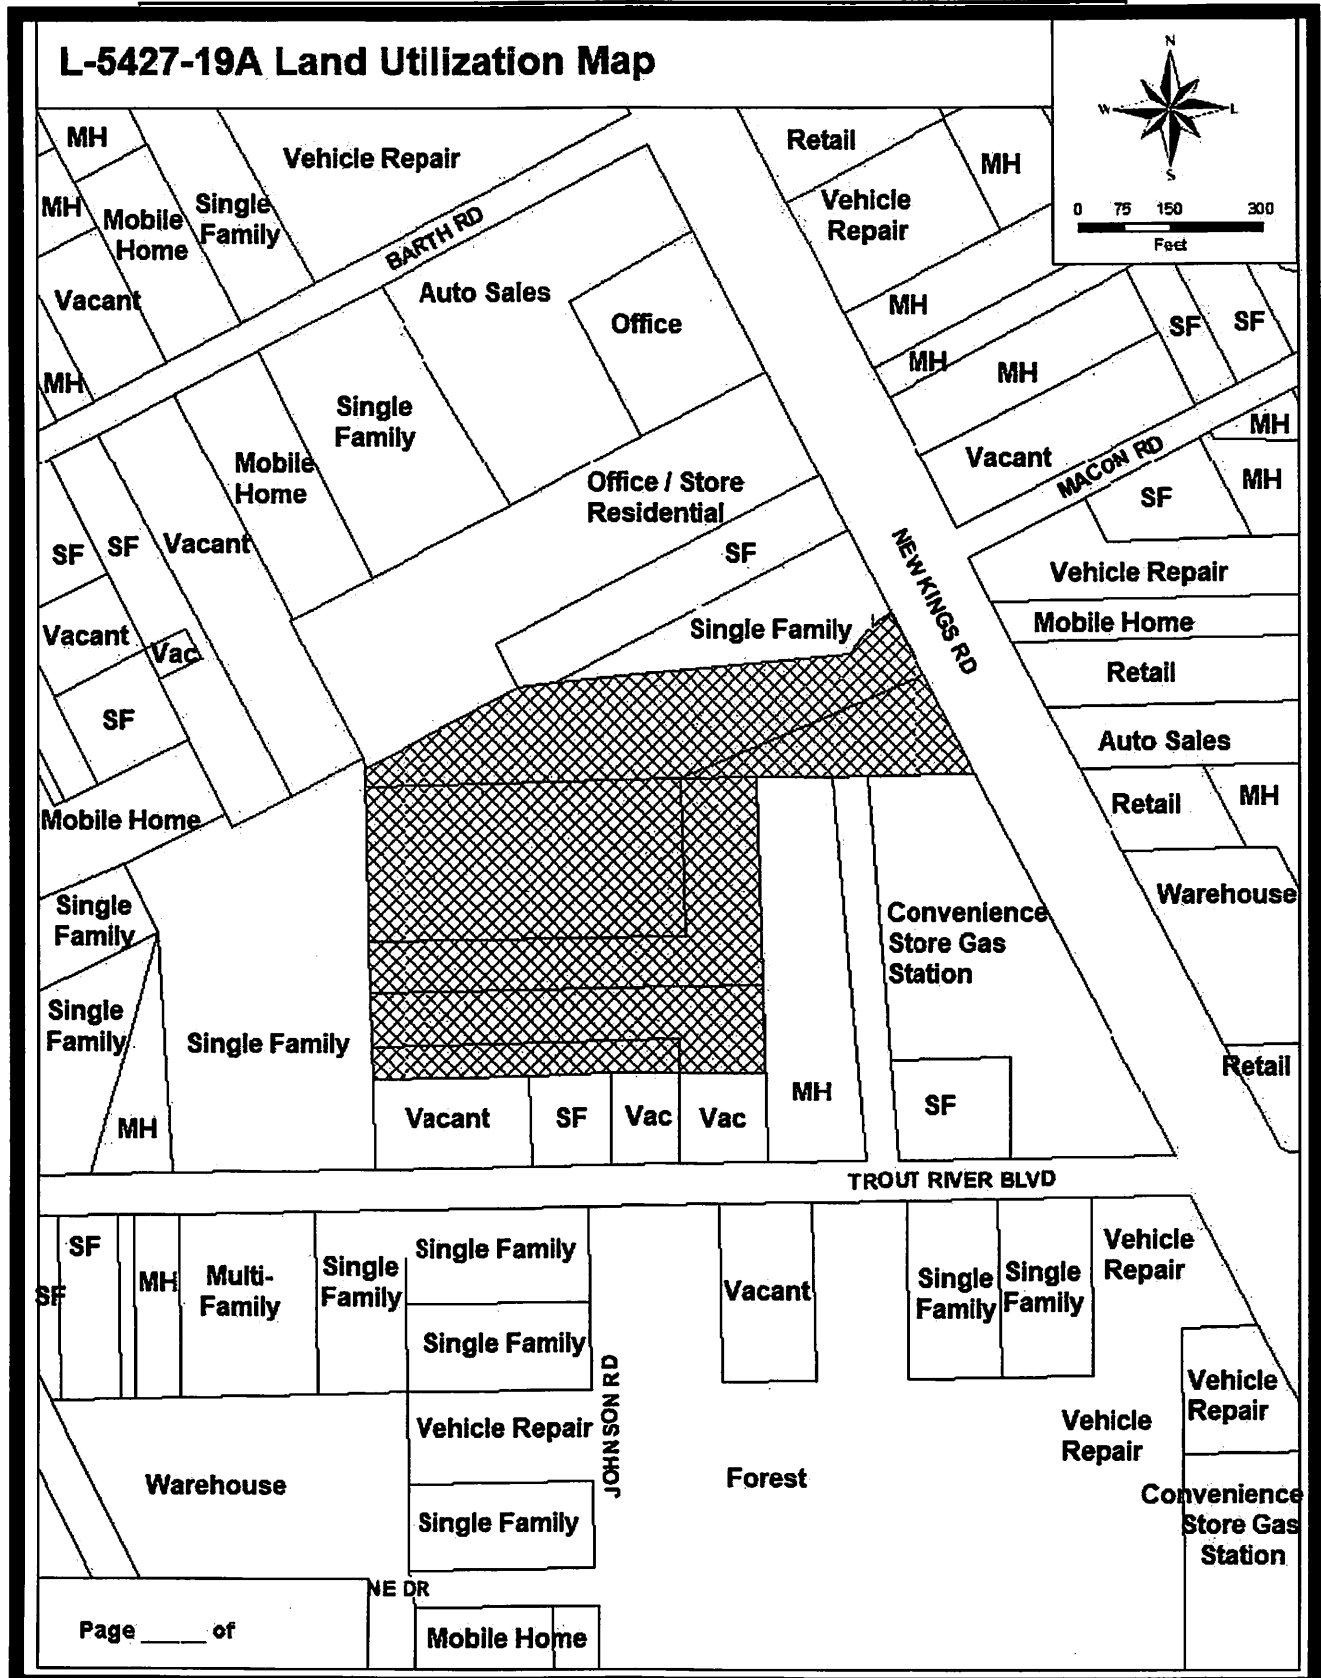 L-5427-19A Land Utilization Map
N
W
L
S
0 75 150 300
Feet
MH
Vehicle Repair
Retail
MH
MH
Mobile
Home
Single
Family
Vehicle
Repair
BARTH RD
Vacant
Auto Sales
Office
MH
SF
SF
MH
MH
MH
Single
Family
MH
Vacant
MACON RD
Mobile
Home
Office / Store
Residential
SF
MH
SF
SF
Vacant
SF
NEW KINGS RD
Vehicle Repair
Vacant
Vac
Single Family
Mobile Home
Retail
SF
Auto Sales
Mobile Home
Retail
MH
Single
Family
Convenience
Store Gas
Station
Warehouse
Single
Family
Single Family
MH
Vacant
SF
Vac
Vac
MH
SF
Retail
TROUT RIVER BLVD
SF
SF
MH
Multi-
Family
Single
Family
Single Family
Single Family
Vacant
Single
Family
Single
Family
Vehicle
Repair
JOHNSON RD
Vehicle Repair
Vehicle
Repair
Vehicle
Repair
Warehouse
Forest
Single Family
Convenience
Store Gas
Station
NE DR
Page _____ of
Mobile Home